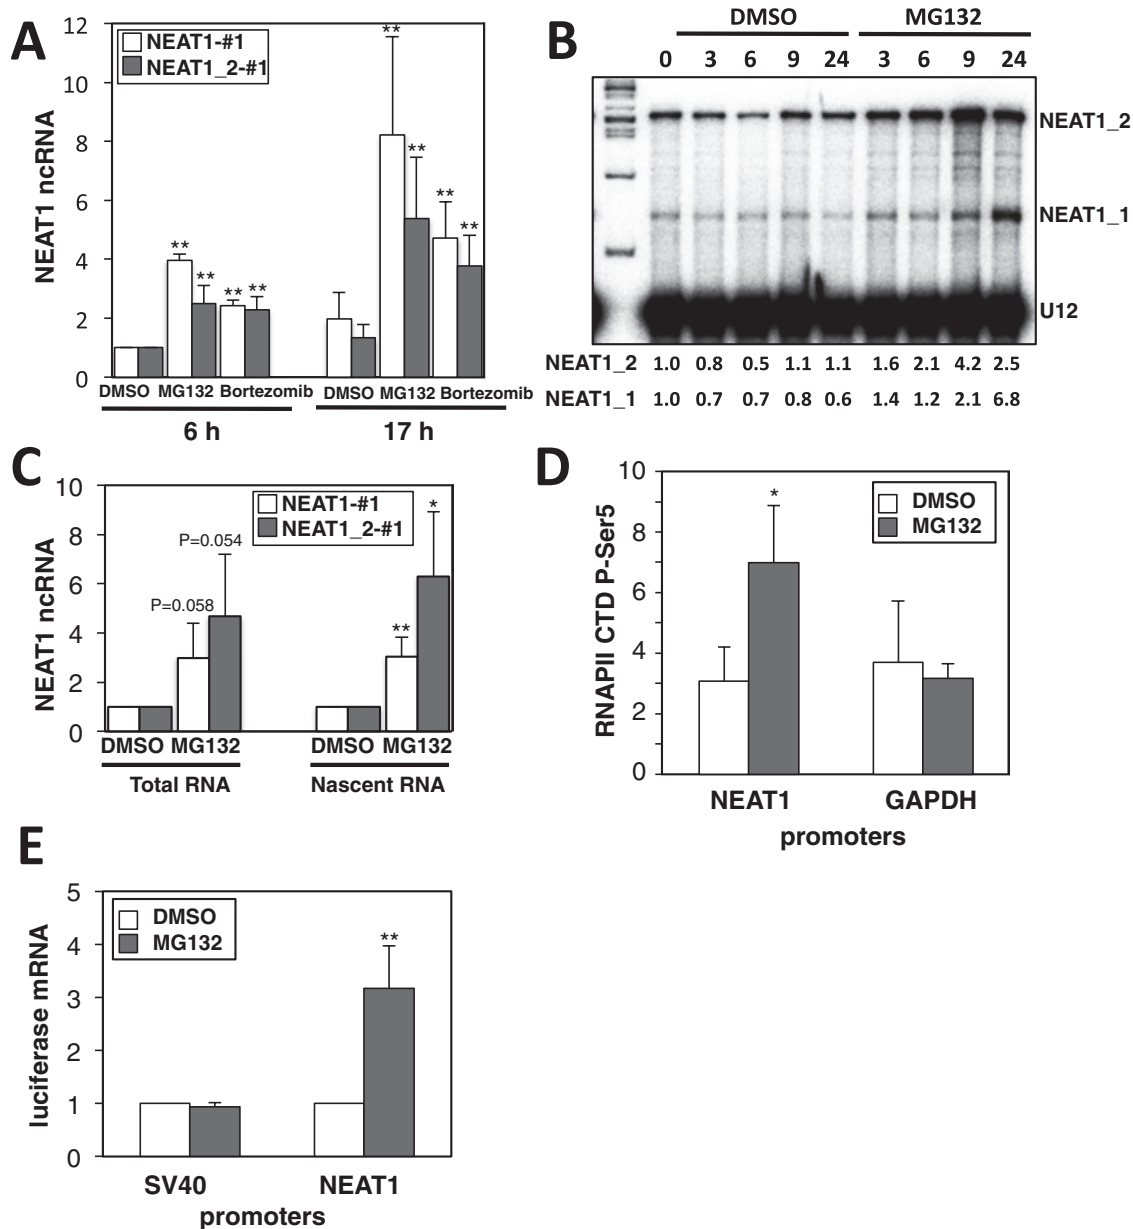 A
12
10
8
6
4
2
0
NEAT1 ncRNA
NEAT1-#1
NEAT1_2-#1
**
**
**
**
**
**
**
**
DMSO MG132 Bortezomib
DMSO MG132 Bortezomib
6 h
17 h
B
DMSO MG132
0 3 6 9 24 3 6 9 24
NEAT1_2
NEAT1_1
U12
NEAT1_2 1.0 0.8 0.5 1.1 1.1 1.6 2.1 4.2 2.5
NEAT1_1 1.0 0.7 0.7 0.8 0.6 1.4 1.2 2.1 6.8
C
10
8
6
4
2
0
NEAT1 ncRNA
NEAT1-#1
NEAT1_2-#1
P=0.054
P=0.058
**
*
DMSO MG132
DMSO MG132
Total RNA
Nascent RNA
D
10
8
6
4
2
0
RNAPII CTD P-Ser5
DMSO
MG132
*
NEAT1 GAPDH
promoters
E
5
4
3
2
1
0
luciferase mRNA
DMSO
MG132
**
SV40 NEAT1
promoters